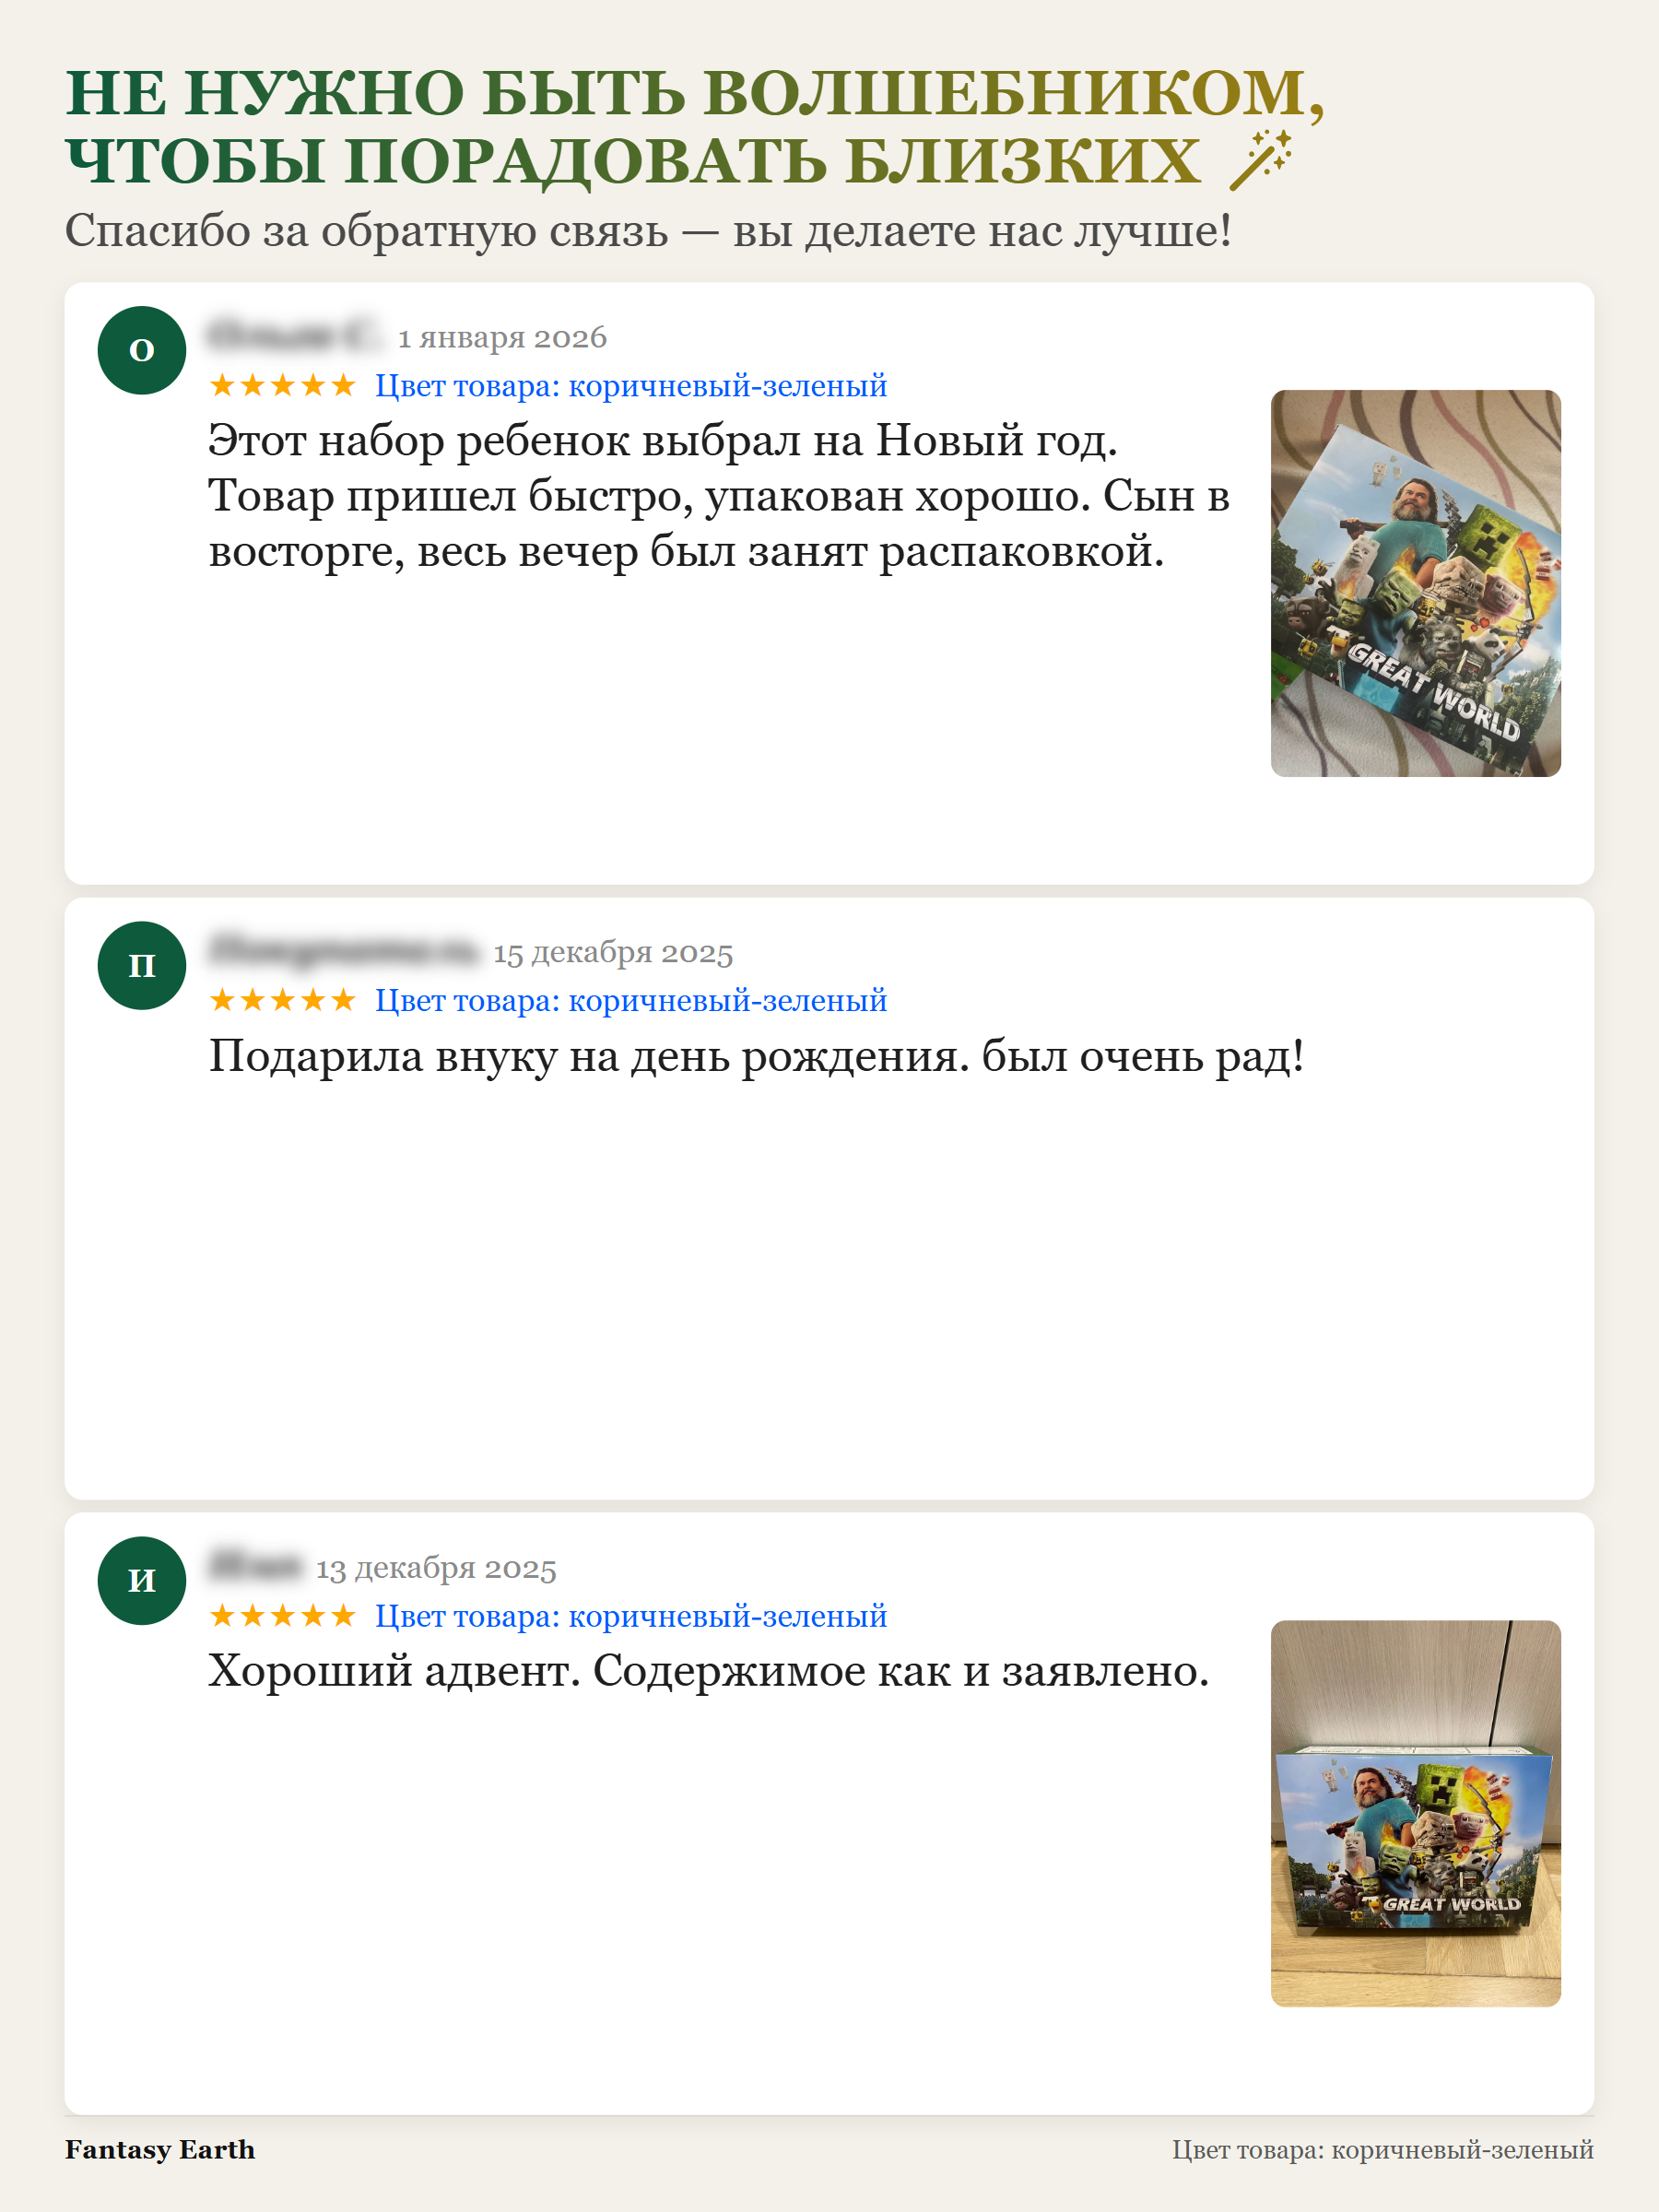 НЕ НУЖНО БЫТЬ ВОЛШЕБНИКОМ,
ЧТОБЫ ПОРАДОВАТЬ БЛИЗКИХ
Спасибо за обратную связь — вы делаете нас лучше!
О
1 января 2026
★★★★★ Цвет товара: коричневый-зеленый
Этот набор ребенок выбрал на Новый год.
Товар пришел быстро, упакован хорошо. Сын в
восторге, весь вечер был занят распаковкой.
GREAT WORLD
П
15 декабря 2025
★★★★★ Цвет товара: коричневый-зеленый
Подарила внуку на день рождения. был очень рад!
И
13 декабря 2025
★★★★★ Цвет товара: коричневый-зеленый
Хороший адвент. Содержимое как и заявлено.
GREAT WORLD
Fantasy Earth
Цвет товара: коричневый-зеленый